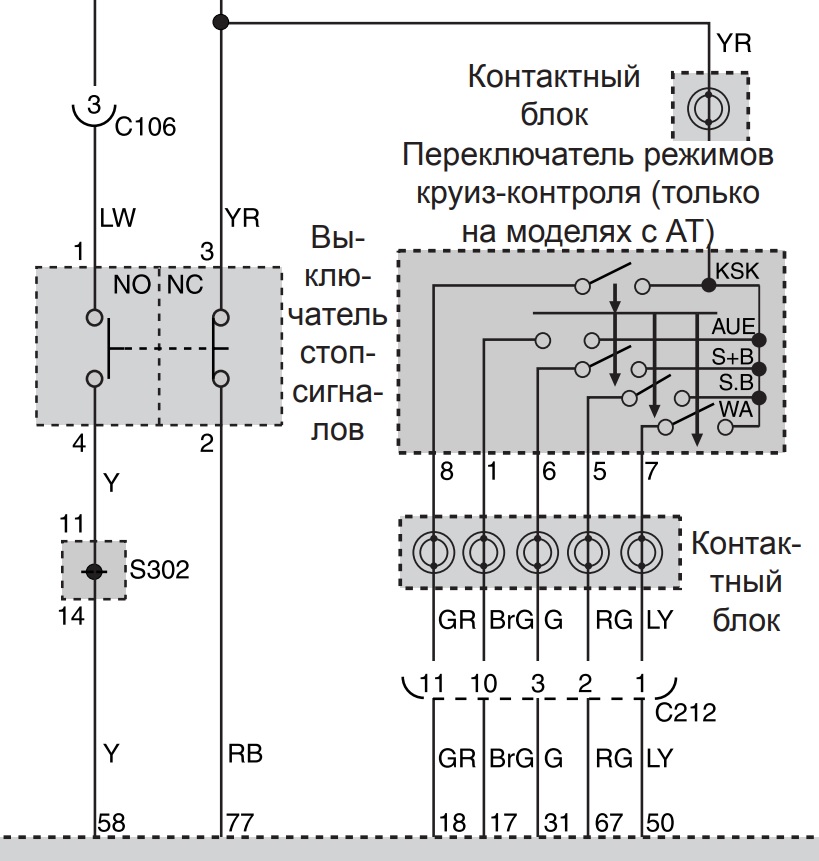 YR
Контактный
блок
3
C106
Переключатель режимов
круиз-контроля (только
на моделях с АТ)
LW
YR
1
3
NO
NC
Вы-
клю-
чатель
стоп-
сигна-
лов
KSK
AUE
S+B
S.B
WA
4
2
8 1 6 5 7
Y
11
S302
14
Контак-
тный
блок
GR BrG G RG LY
11 10 3 2 1
C212
Y
RB
GR BrG G RG LY
58
77
18 17 31 67 50